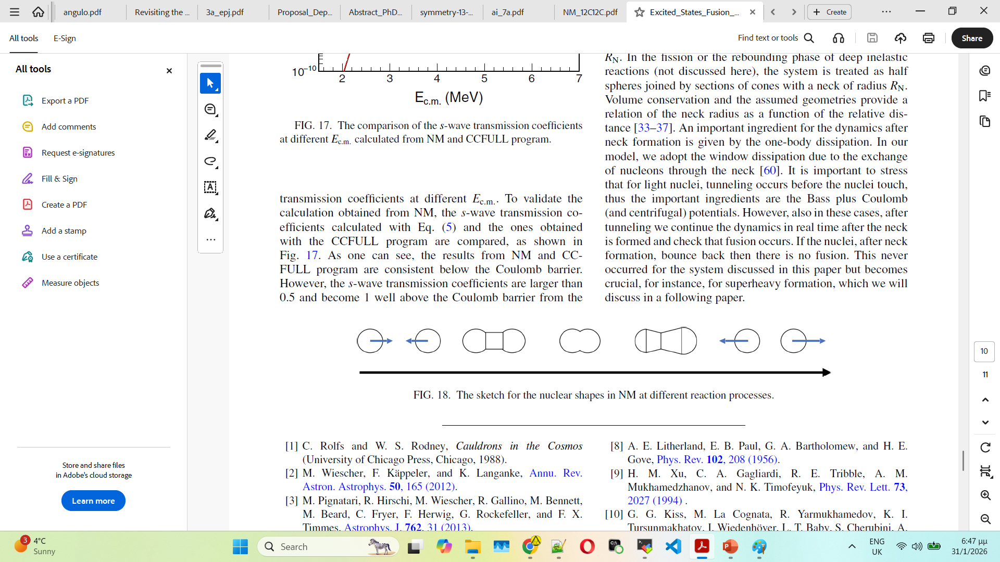 angulo.pdf
Revisiting the ...
3a_epj.pdf
Proposal_Dep...
Abstract_PhD...
symmetry-13-...
ai_7a.pdf
NM_12C12C.pdf
Excited_States_Fusion_...
Create
All tools
E-Sign
Find text or tools
Share
All tools
Export a PDF
Add comments
Request e-signatures
Fill & Sign
Create a PDF
Add a stamp
Use a certificate
Measure objects
Store and share files
in Adobe's cloud storage
Learn more
10⁻¹⁰
2 3 4 5 6 7
E_c.m. (MeV)
FIG. 17. The comparison of the s-wave transmission coefficients
at different E_c.m. calculated from NM and CCFULL program.
transmission coefficients at different E_c.m.. To validate the
calculation obtained from NM, the s-wave transmission co-
efficients calculated with Eq. (5) and the ones obtained
with the CCFULL program are compared, as shown in
Fig. 17. As one can see, the results from NM and CC-
FULL program are consistent below the Coulomb barrier.
However, the s-wave transmission coefficients are larger than
0.5 and become 1 well above the Coulomb barrier from the
R_N. In the fission or the rebounding phase of deep inelastic
reactions (not discussed here), the system is treated as half
spheres joined by sections of cones with a neck of radius R_N.
Volume conservation and the assumed geometries provide a
relation of the neck radius as a function of the relative dis-
tance [33–37]. An important ingredient for the dynamics after
neck formation is given by the one-body dissipation. In our
model, we adopt the window dissipation due to the exchange
of nucleons through the neck [60]. It is important to stress
that for light nuclei, tunneling occurs before the nuclei touch,
thus the important ingredients are the Bass plus Coulomb
(and centrifugal) potentials. However, also in these cases, after
tunneling we continue the dynamics in real time after the neck
is formed and check that fusion occurs. If the nuclei, after neck
formation, bounce back then there is no fusion. This never
occurred for the system discussed in this paper but becomes
crucial, for instance, for superheavy formation, which we will
discuss in a following paper.
FIG. 18. The sketch for the nuclear shapes in NM at different reaction processes.
[1] C. Rolfs and W. S. Rodney, Cauldrons in the Cosmos
(University of Chicago Press, Chicago, 1988).
[2] M. Wiescher, F. Käppeler, and K. Langanke, Annu. Rev.
Astron. Astrophys. 50, 165 (2012).
[3] M. Pignatari, R. Hirschi, M. Wiescher, R. Gallino, M. Bennett,
M. Beard, C. Fryer, F. Herwig, G. Rockefeller, and F. X.
Timmes, Astrophys. J. 762, 31 (2013).
[8] A. E. Litherland, E. B. Paul, G. A. Bartholomew, and H. E.
Gove, Phys. Rev. 102, 208 (1956).
[9] H. M. Xu, C. A. Gagliardi, R. E. Tribble, A. M.
Mukhamedzhanov, and N. K. Timofeyuk, Phys. Rev. Lett. 73,
2027 (1994) .
[10] G. G. Kiss, M. La Cognata, R. Yarmukhamedov, K. I.
Tursunmakhatov, I. Wiedenhöver, L. T. Baby, S. Cherubini, A.
10
11
3
4°C
Sunny
Search
ENG
UK
6:47 μμ
31/1/2026